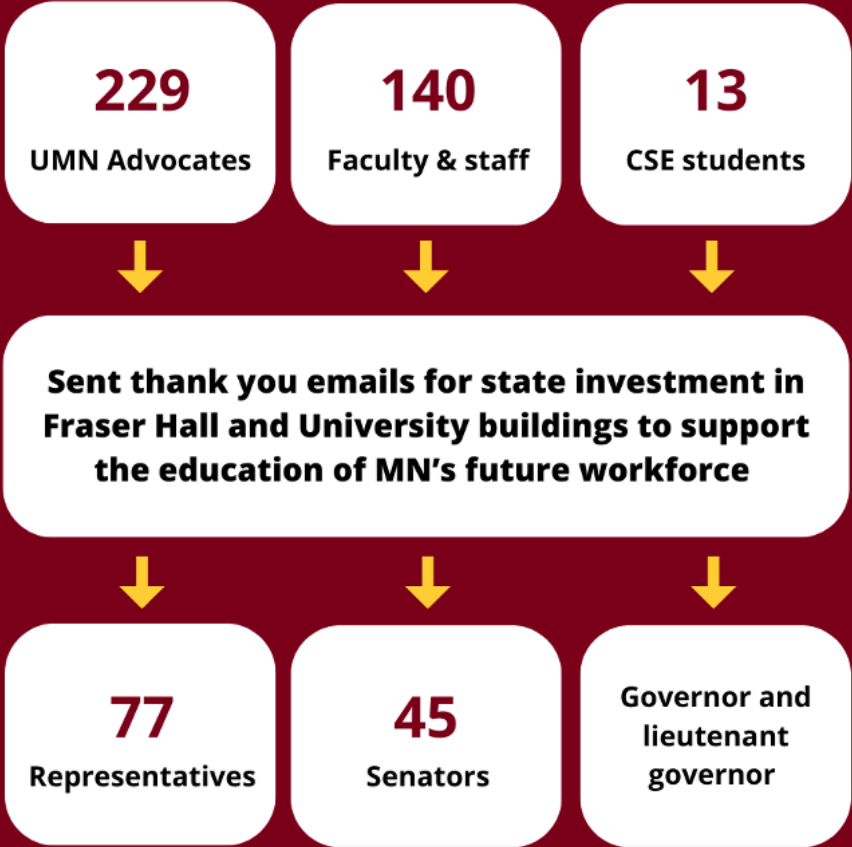 229
UMN Advocates
140
Faculty & staff
13
CSE students
Sent thank you emails for state investment in
Fraser Hall and University buildings to support
the education of MN’s future workforce
77
Representatives
45
Senators
Governor and
lieutenant
governor